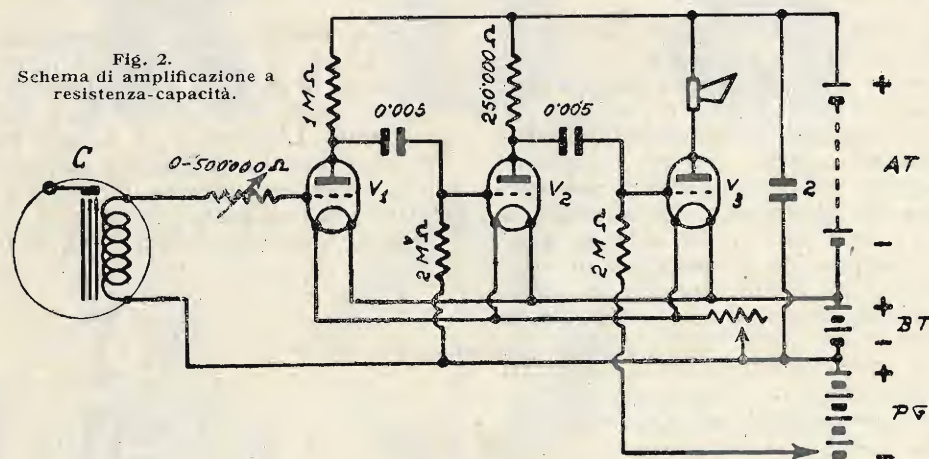 Fig. 2.
Schema di amplificazione a
resistenza-capacità.
C
0-500000 Ω
1 MΩ
0'005
V1
2 MΩ
250'000 Ω
0'005
V2
2 MΩ
V3
2
+
AT
-
+
BT
-
+
PG
-